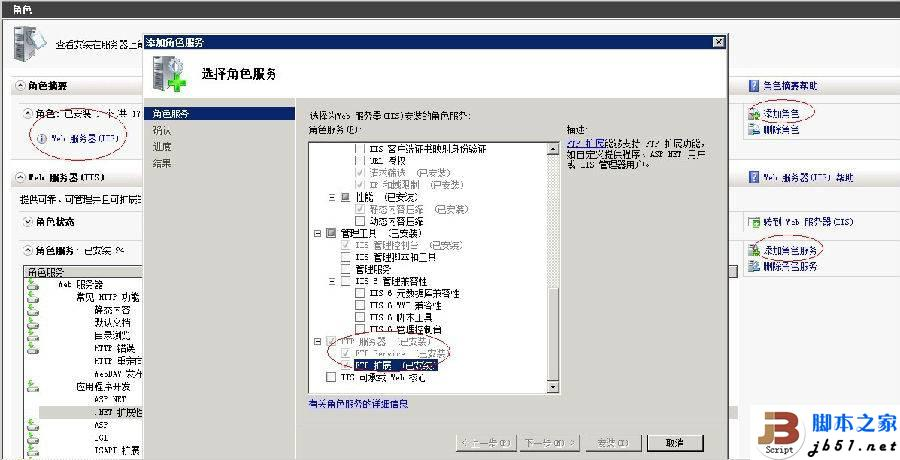 角色
查看安装在服务器上的
角色摘要
角色: 已安装
Web 服务器(IIS)
Web 服务器(IIS)
提供可靠、可管理并且可扩展的
角色状态
角色服务: 已安装 24
角色服务
Web 服务器
常见 HTTP 功能
静态内容
默认文档
目录浏览
HTTP 错误
HTTP 重定向
WebDAV 发布
应用程序开发
ASP.NET
.NET 扩展性
ASP
CGI
ISAPI 扩展
添加角色服务
选择角色服务
角色服务
确认
进度
结果
选择为Web 服务器(IIS)安装的角色服务:
角色服务(R):
IIS 客户端证书映射身份验证
URL 授权
请求筛选 (已安装)
IP 和域限制 (已安装)
性能 (已安装)
静态内容压缩 (已安装)
动态内容压缩
管理工具 (已安装)
IIS 管理控制台 (已安装)
IIS 管理脚本和工具
管理服务
IIS 6 管理兼容性
IIS 6 元数据库兼容性
IIS 6 WMI 兼容性
IIS 6 脚本工具
IIS 6 管理控制台
FTP 服务器 (已安装)
FTP Service (已安装)
FTP 扩展 (已安装)
IIS 可承载 Web 核心
有关角色服务的详细信息
描述:
FTP 扩展能够支持 FTP 扩展功能,
如自定义提供程序、ASP.NET 用户
或 IIS 管理器用户。
< 上一步(P)
下一步(N) >
安装(I)
取消
角色摘要帮助
添加角色
删除角色
Web 服务器(IIS) 帮助
转到 Web 服务器(IIS)
添加角色服务
删除角色服务
JB
Script
脚本之家
jb51.net